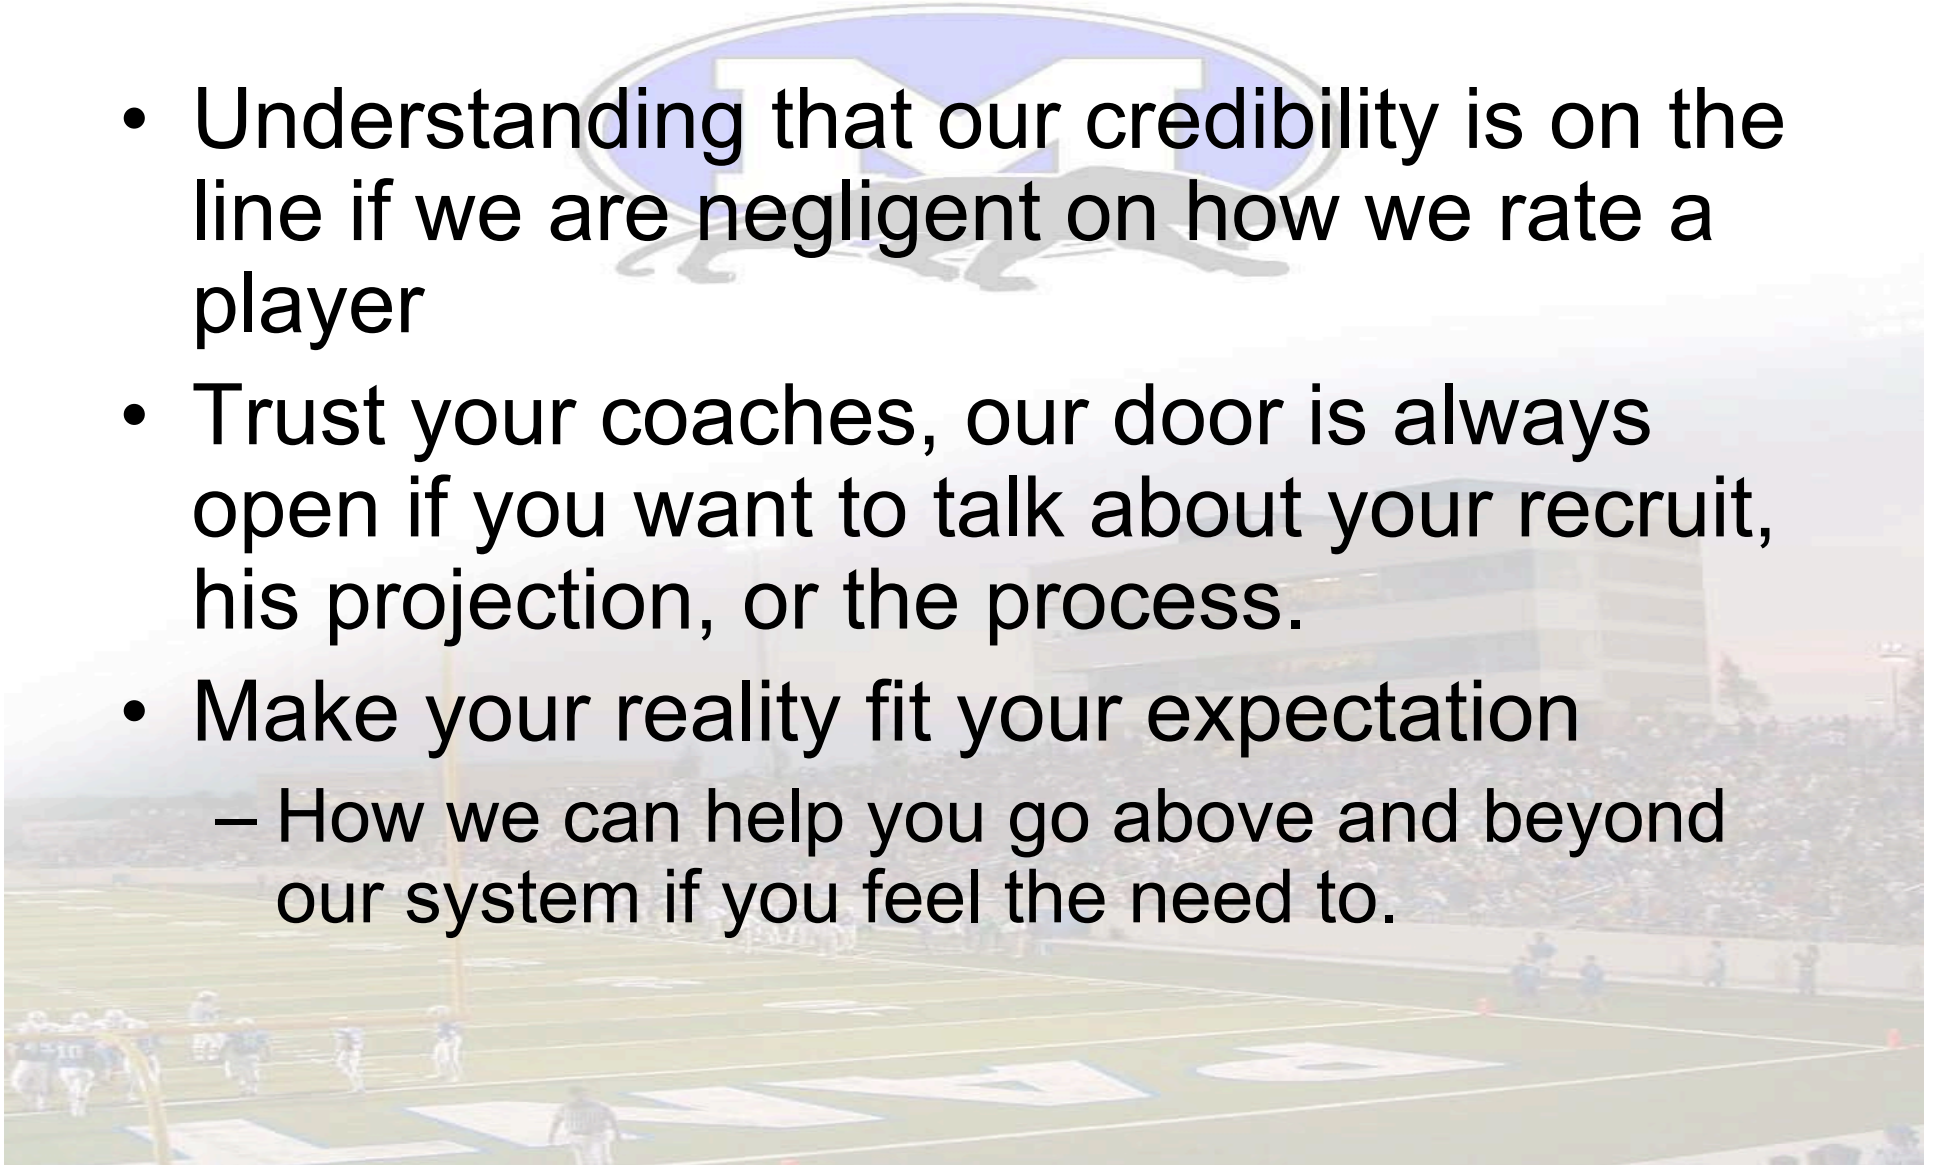 • Understanding that our credibility is on the
line if we are negligent on how we rate a
player
• Trust your coaches, our door is always
open if you want to talk about your recruit,
his projection, or the process.
• Make your reality fit your expectation
– How we can help you go above and beyond
our system if you feel the need to.